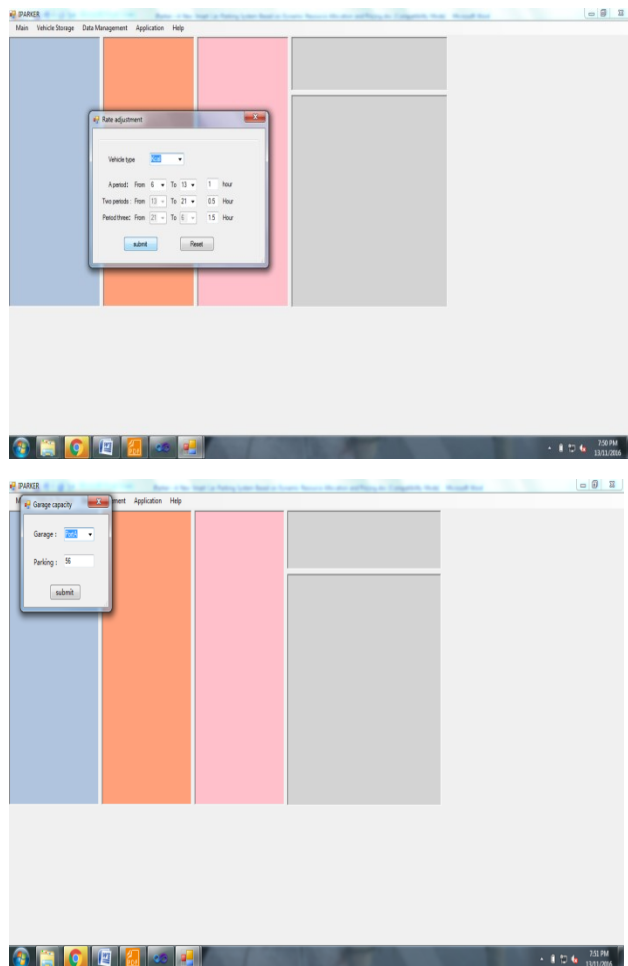 IPARKER
Main Vehicle Storage Data Management Application Help
Rate adjustment
Vehicle type
A period: From 6 To 13 1 hour
Two periods : From 13 To 21 0.5 Hour
Period three: From 21 To 6 1.5 Hour
submit Reset
7:50 PM
13/11/2016
IPARKER
Application Help
Garage capacity
Garage :
Parking : 56
submit
7:51 PM
13/11/2016